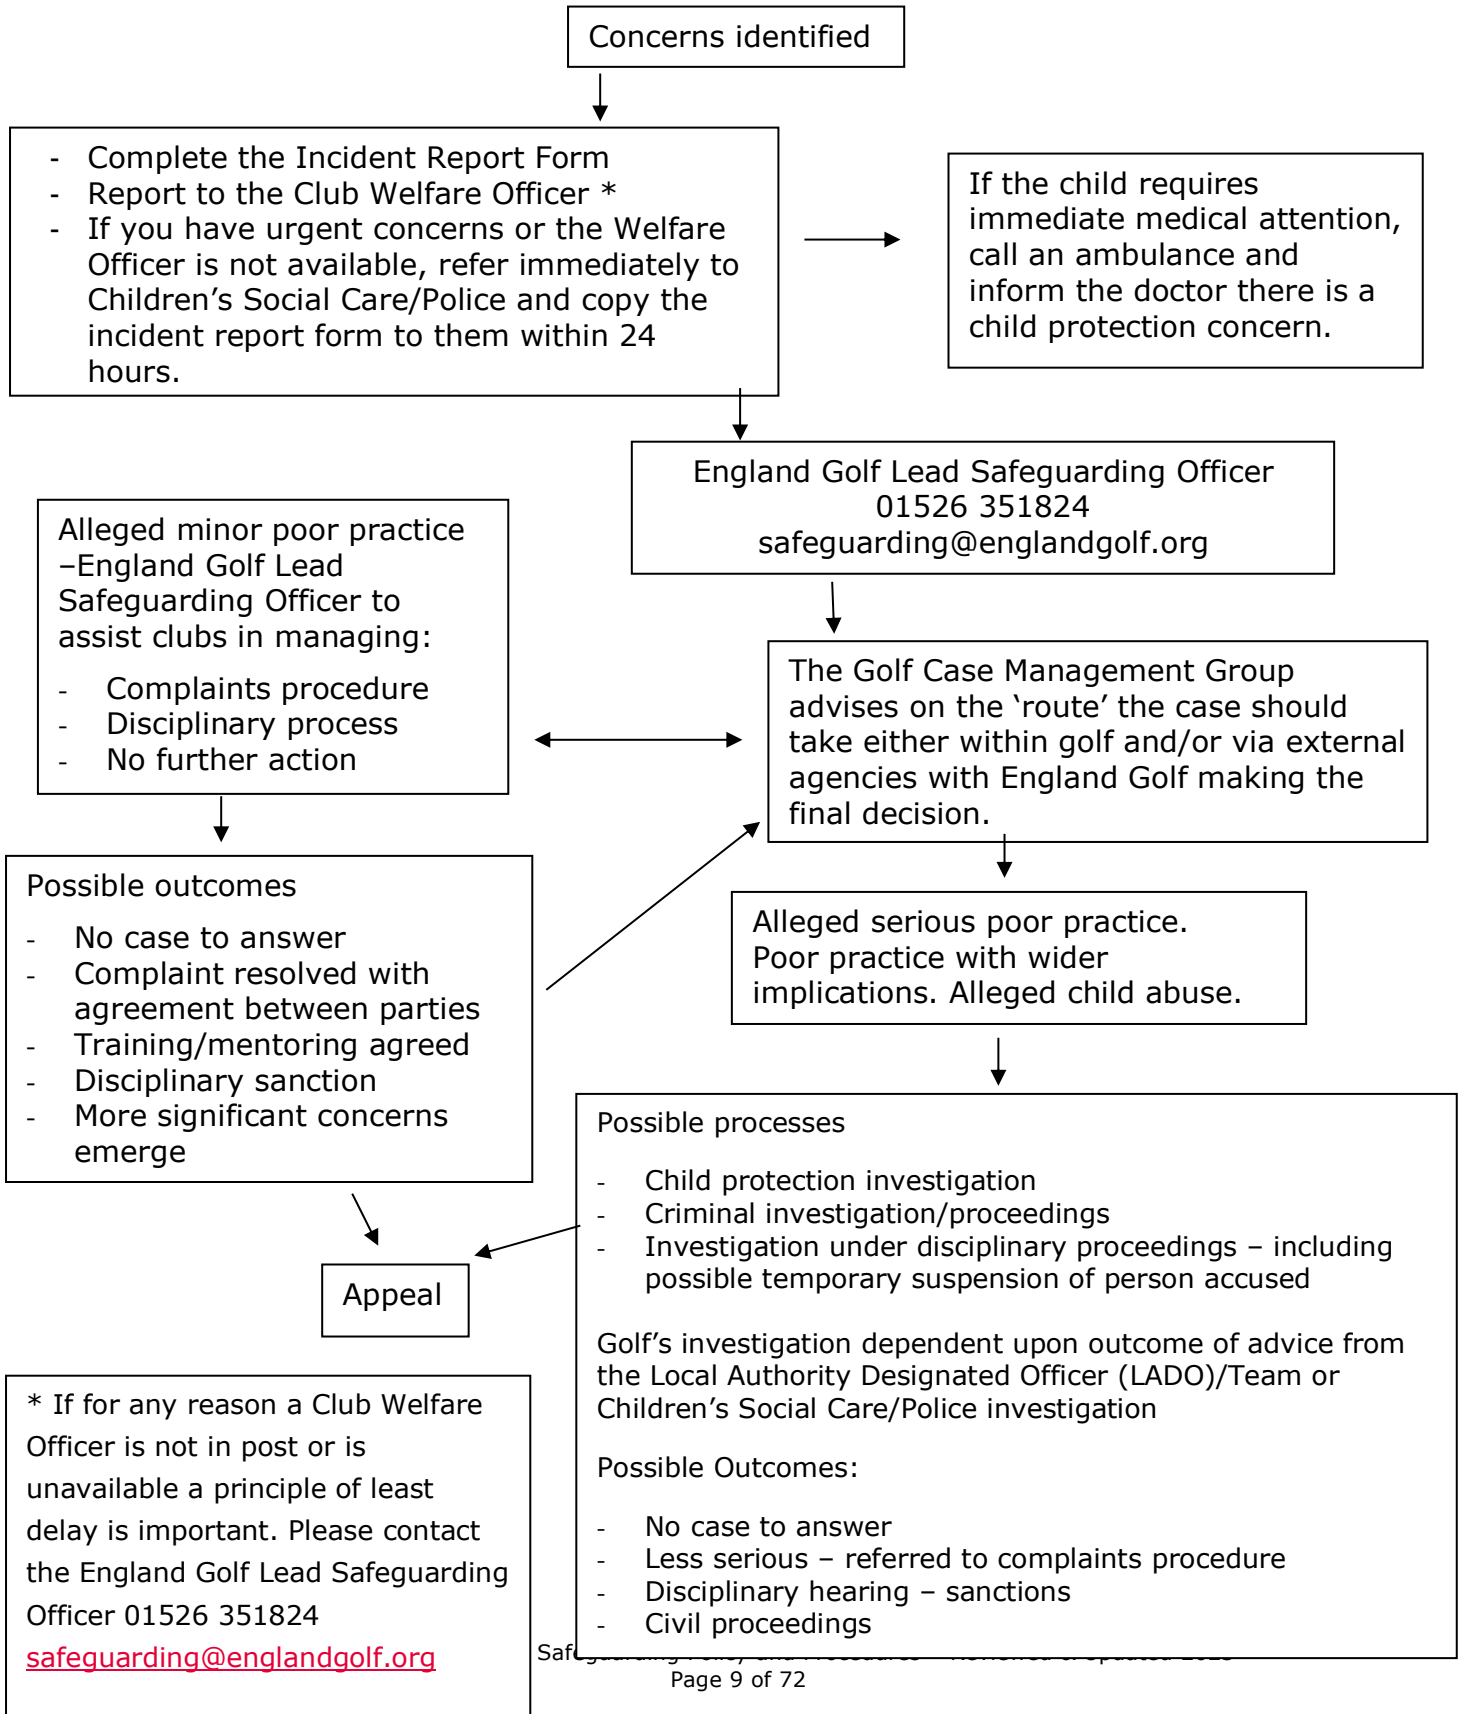 Concerns identified
- Complete the Incident Report Form
- Report to the Club Welfare Officer *
- If you have urgent concerns or the Welfare
Officer is not available, refer immediately to
Children’s Social Care/Police and copy the
incident report form to them within 24
hours.
If the child requires
immediate medical attention,
call an ambulance and
inform the doctor there is a
child protection concern.
England Golf Lead Safeguarding Officer
01526 351824
safeguarding@englandgolf.org
Alleged minor poor practice
–England Golf Lead
Safeguarding Officer to
assist clubs in managing:
- Complaints procedure
- Disciplinary process
- No further action
The Golf Case Management Group
advises on the ‘route’ the case should
take either within golf and/or via external
agencies with England Golf making the
final decision.
Possible outcomes
- No case to answer
- Complaint resolved with
agreement between parties
- Training/mentoring agreed
- Disciplinary sanction
- More significant concerns
emerge
Alleged serious poor practice.
Poor practice with wider
implications. Alleged child abuse.
Possible processes
- Child protection investigation
- Criminal investigation/proceedings
- Investigation under disciplinary proceedings – including
possible temporary suspension of person accused
Golf’s investigation dependent upon outcome of advice from
the Local Authority Designated Officer (LADO)/Team or
Children’s Social Care/Police investigation
Possible Outcomes:
- No case to answer
- Less serious – referred to complaints procedure
- Disciplinary hearing – sanctions
- Civil proceedings
Appeal
* If for any reason a Club Welfare
Officer is not in post or is
unavailable a principle of least
delay is important. Please contact
the England Golf Lead Safeguarding
Officer 01526 351824
safeguarding@englandgolf.org
Safeguarding Policy and Procedures
Page 9 of 72